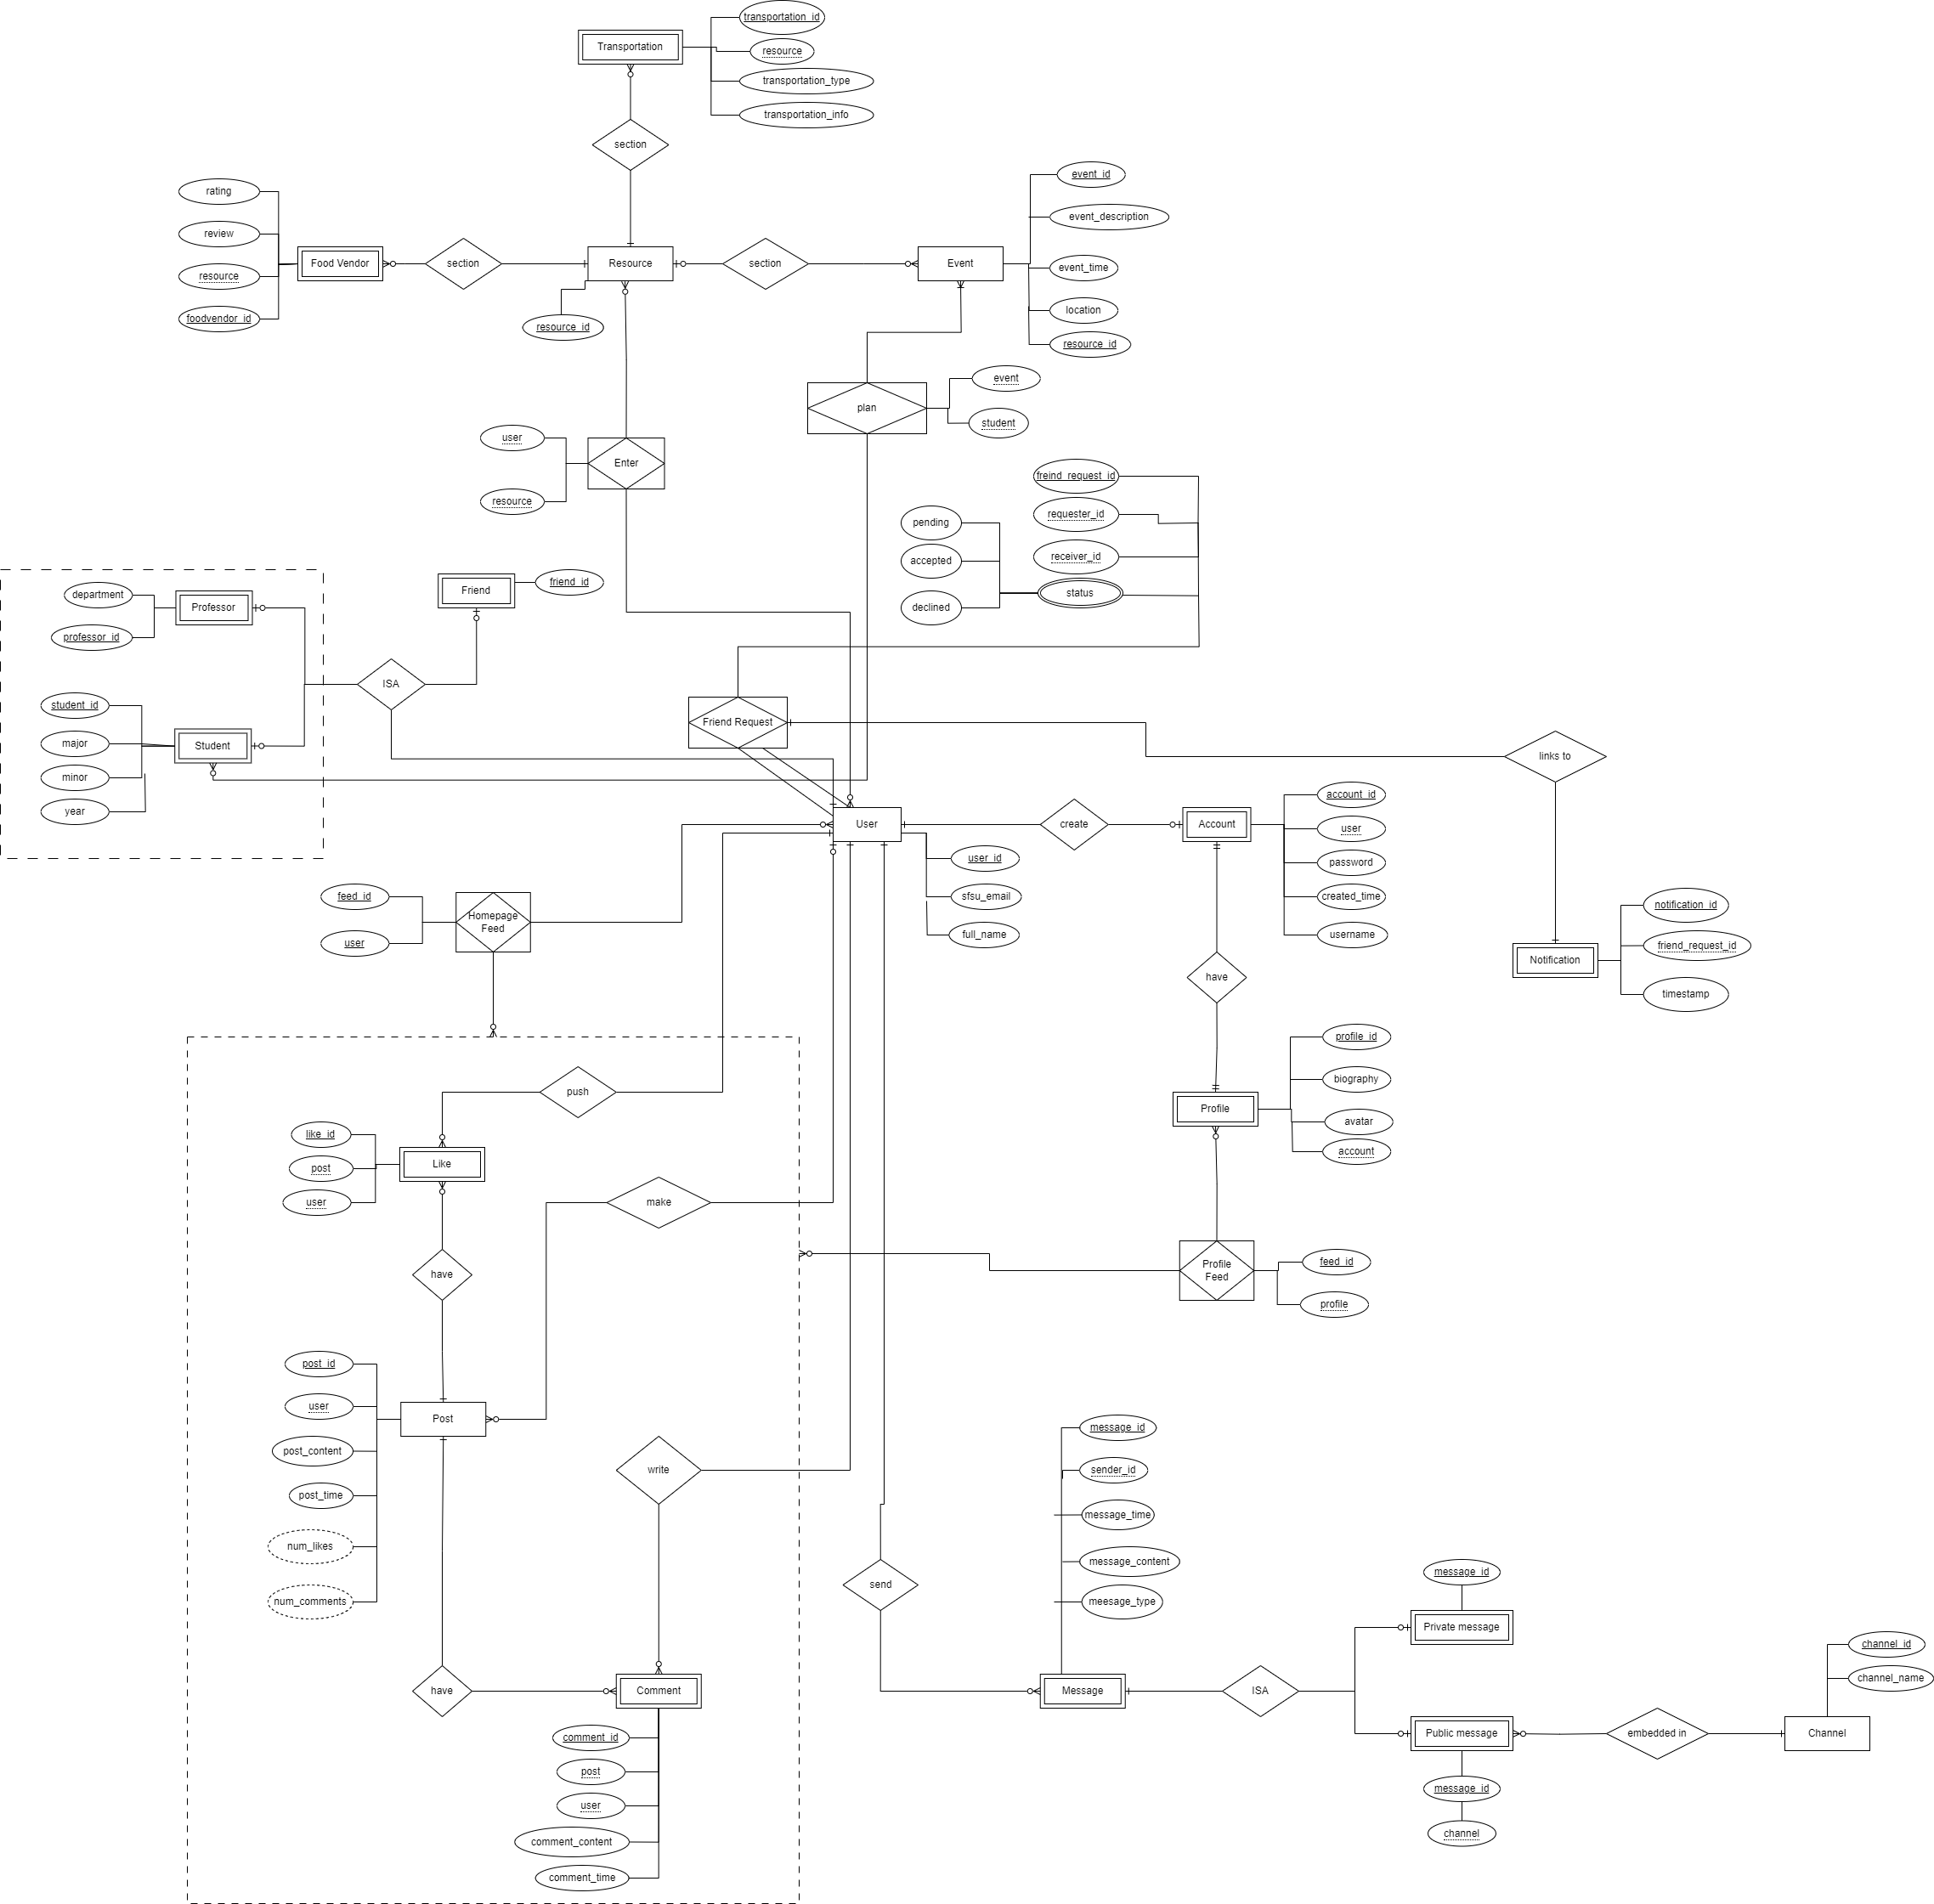 transportation_id
Transportation
resource
transportation_type
transportation_info
section
rating
review
resource
foodvendor_id
Food Vendor
section
Resource
resource_id
section
Event
event_id
event_description
event_time
location
resource_id
plan
event
student
user
Enter
resource
freind_request_id
requester_id
receiver_id
status
pending
accepted
declined
Friend
friend_id
department
Professor
professor_id
ISA
student_id
major
minor
year
Student
Friend Request
links to
User
create
Account
account_id
user
password
created_time
username
user_id
sfsu_email
full_name
feed_id
user
Homepage
Feed
have
Notification
notification_id
friend_request_id
timestamp
profile_id
biography
avatar
account
Profile
push
like_id
post
user
Like
make
have
Profile
Feed
feed_id
profile
post_id
user
post_content
post_time
num_likes
num_comments
Post
write
message_id
sender_id
message_time
message_content
meesage_type
send
message_id
Private message
have
Comment
Message
ISA
channel_id
channel_name
Public message
embedded in
Channel
comment_id
post
user
comment_content
comment_time
message_id
channel